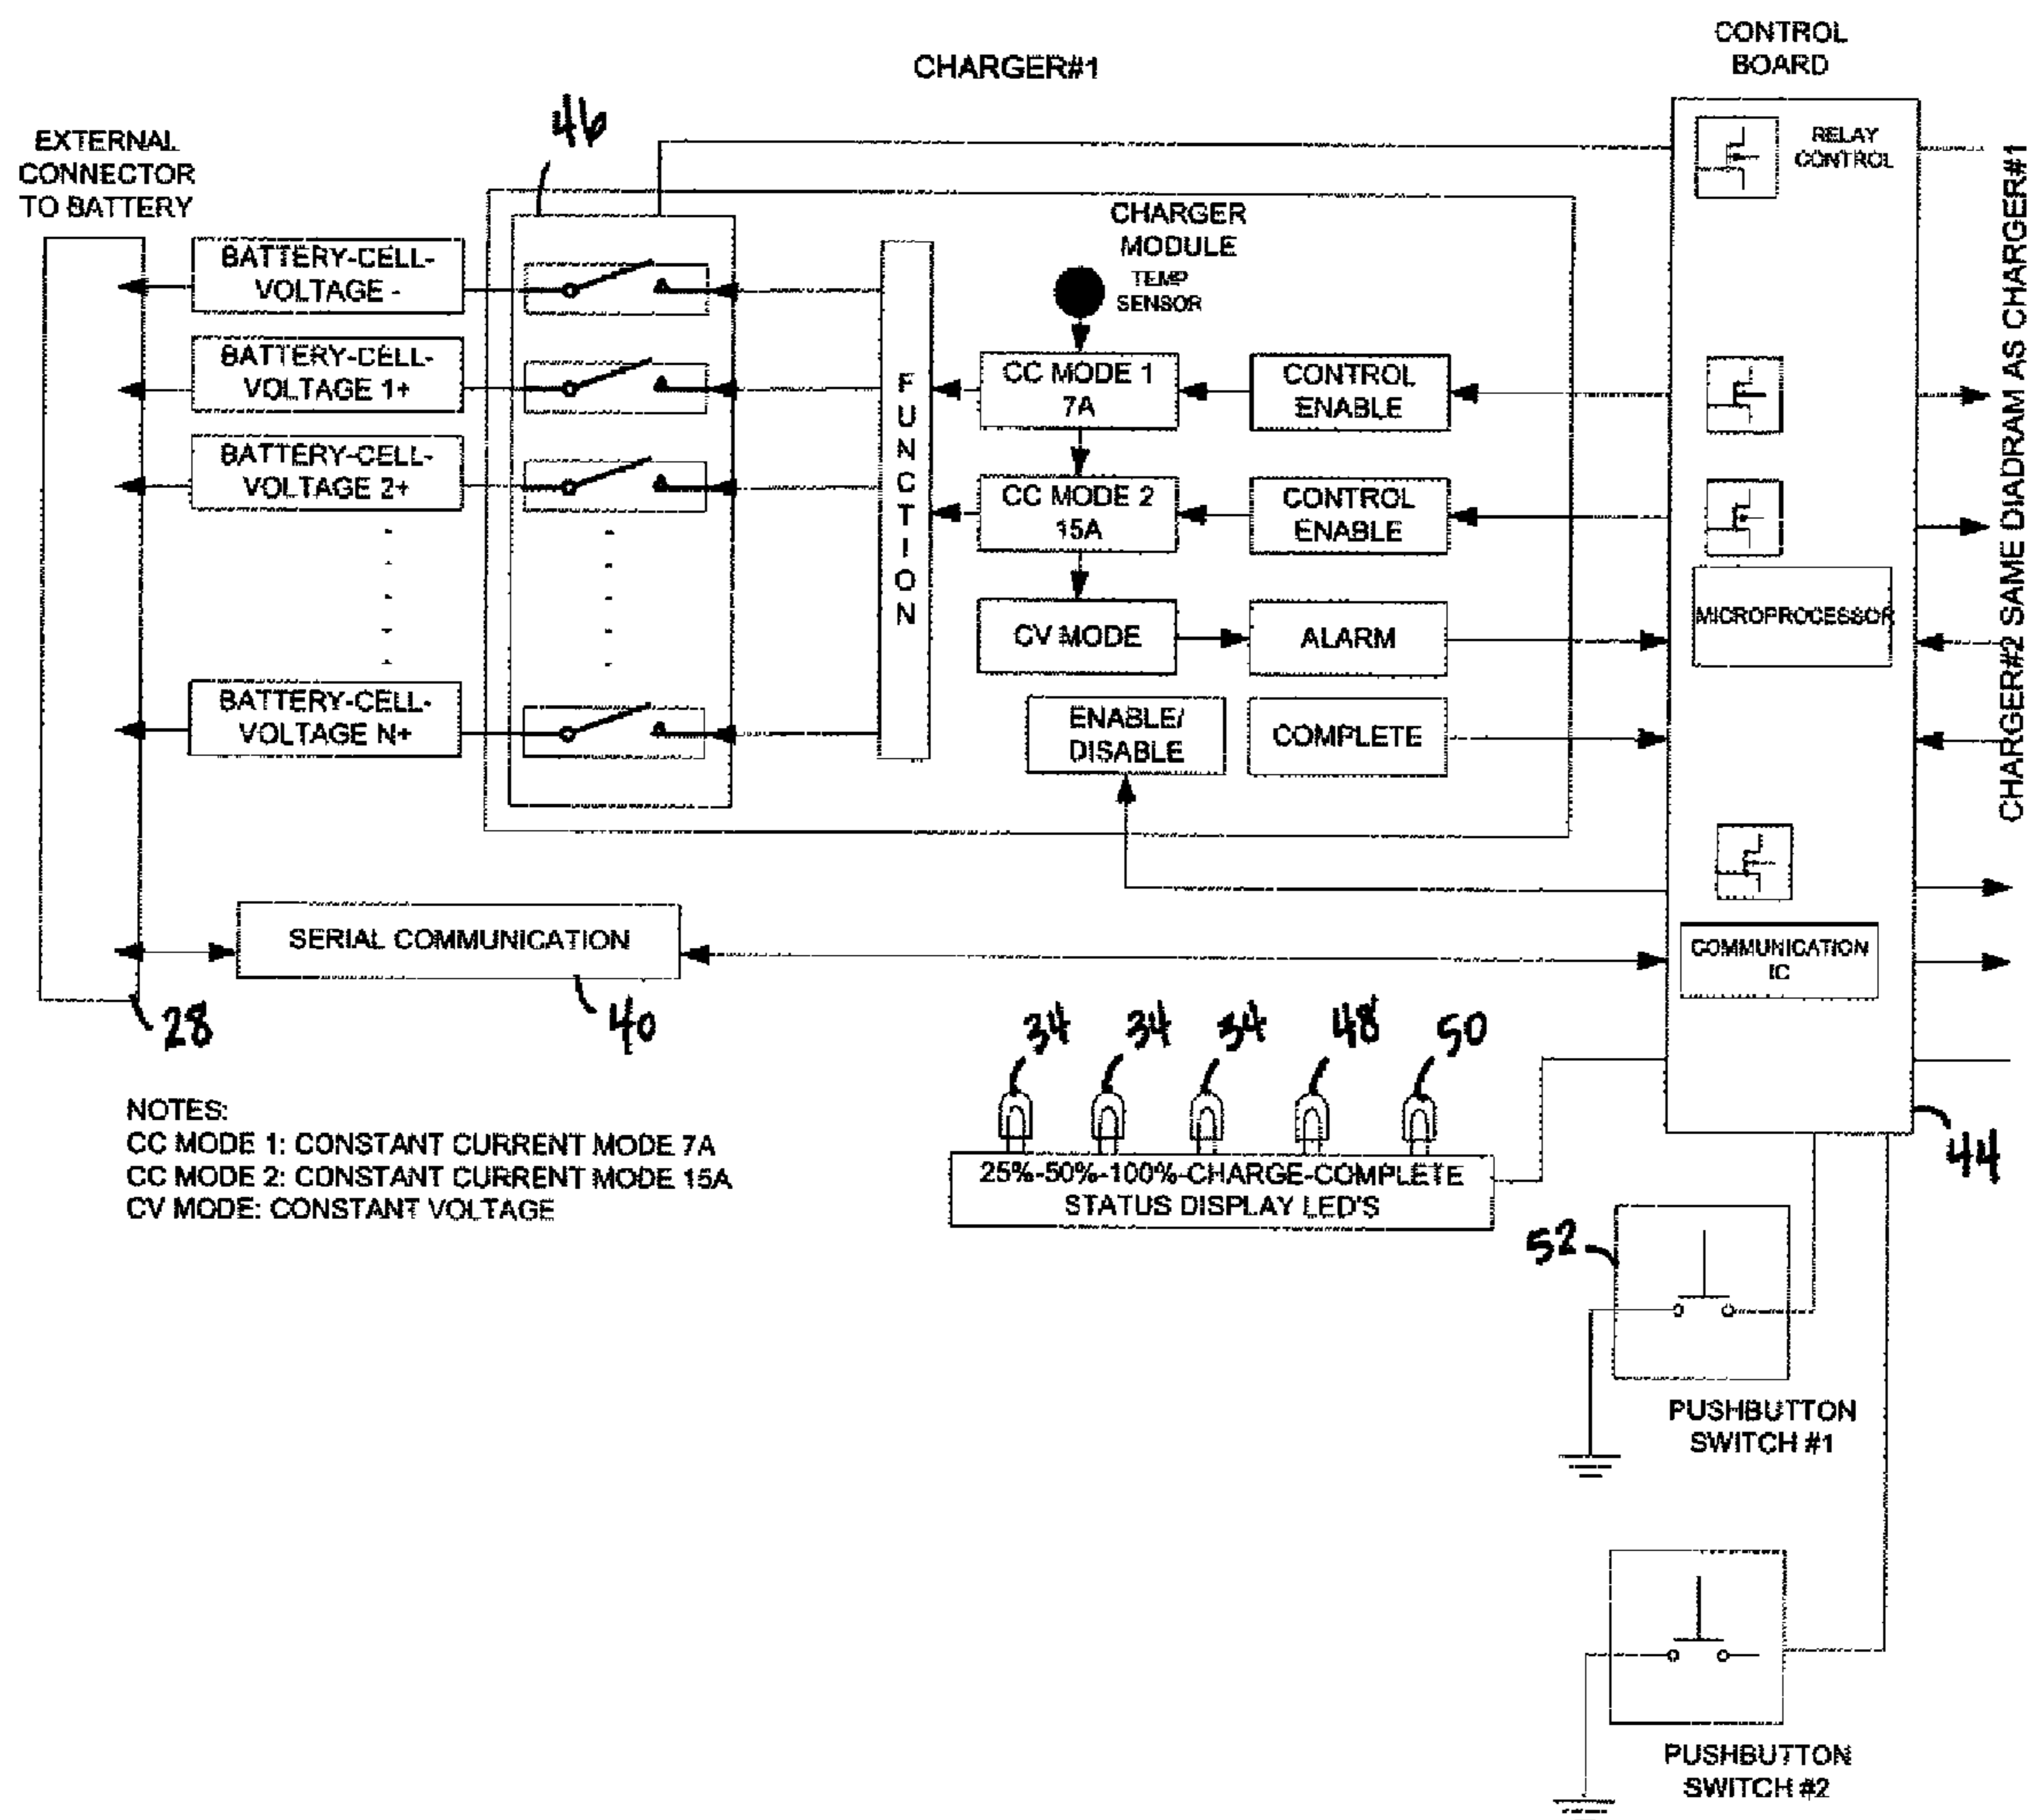 CHARGER#1
CONTROL
BOARD
EXTERNAL
CONNECTOR
TO BATTERY
46
RELAY
CONTROL
CHARGER
MODULE
TEMP
SENSOR
BATTERY-CELL-
VOLTAGE -
BATTERY-CELL-
VOLTAGE 1+
BATTERY-CELL-
VOLTAGE 2+
BATTERY-CELL-
VOLTAGE N+
FUNCTION
CC MODE 1
7A
CONTROL
ENABLE
CC MODE 2
15A
CONTROL
ENABLE
CV MODE
ALARM
ENABLE/
DISABLE
COMPLETE
MICROPROCESSOR
CHARGER#2 SAME DIADRAM AS CHARGER#1
SERIAL COMMUNICATION
COMMUNICATION
IC
28
40
34
34
34
48
50
44
NOTES:
CC MODE 1: CONSTANT CURRENT MODE 7A
CC MODE 2: CONSTANT CURRENT MODE 15A
CV MODE: CONSTANT VOLTAGE
25%-50%-100%-CHARGE-COMPLETE
STATUS DISPLAY LED'S
52
PUSHBUTTON
SWITCH #1
PUSHBUTTON
SWITCH #2